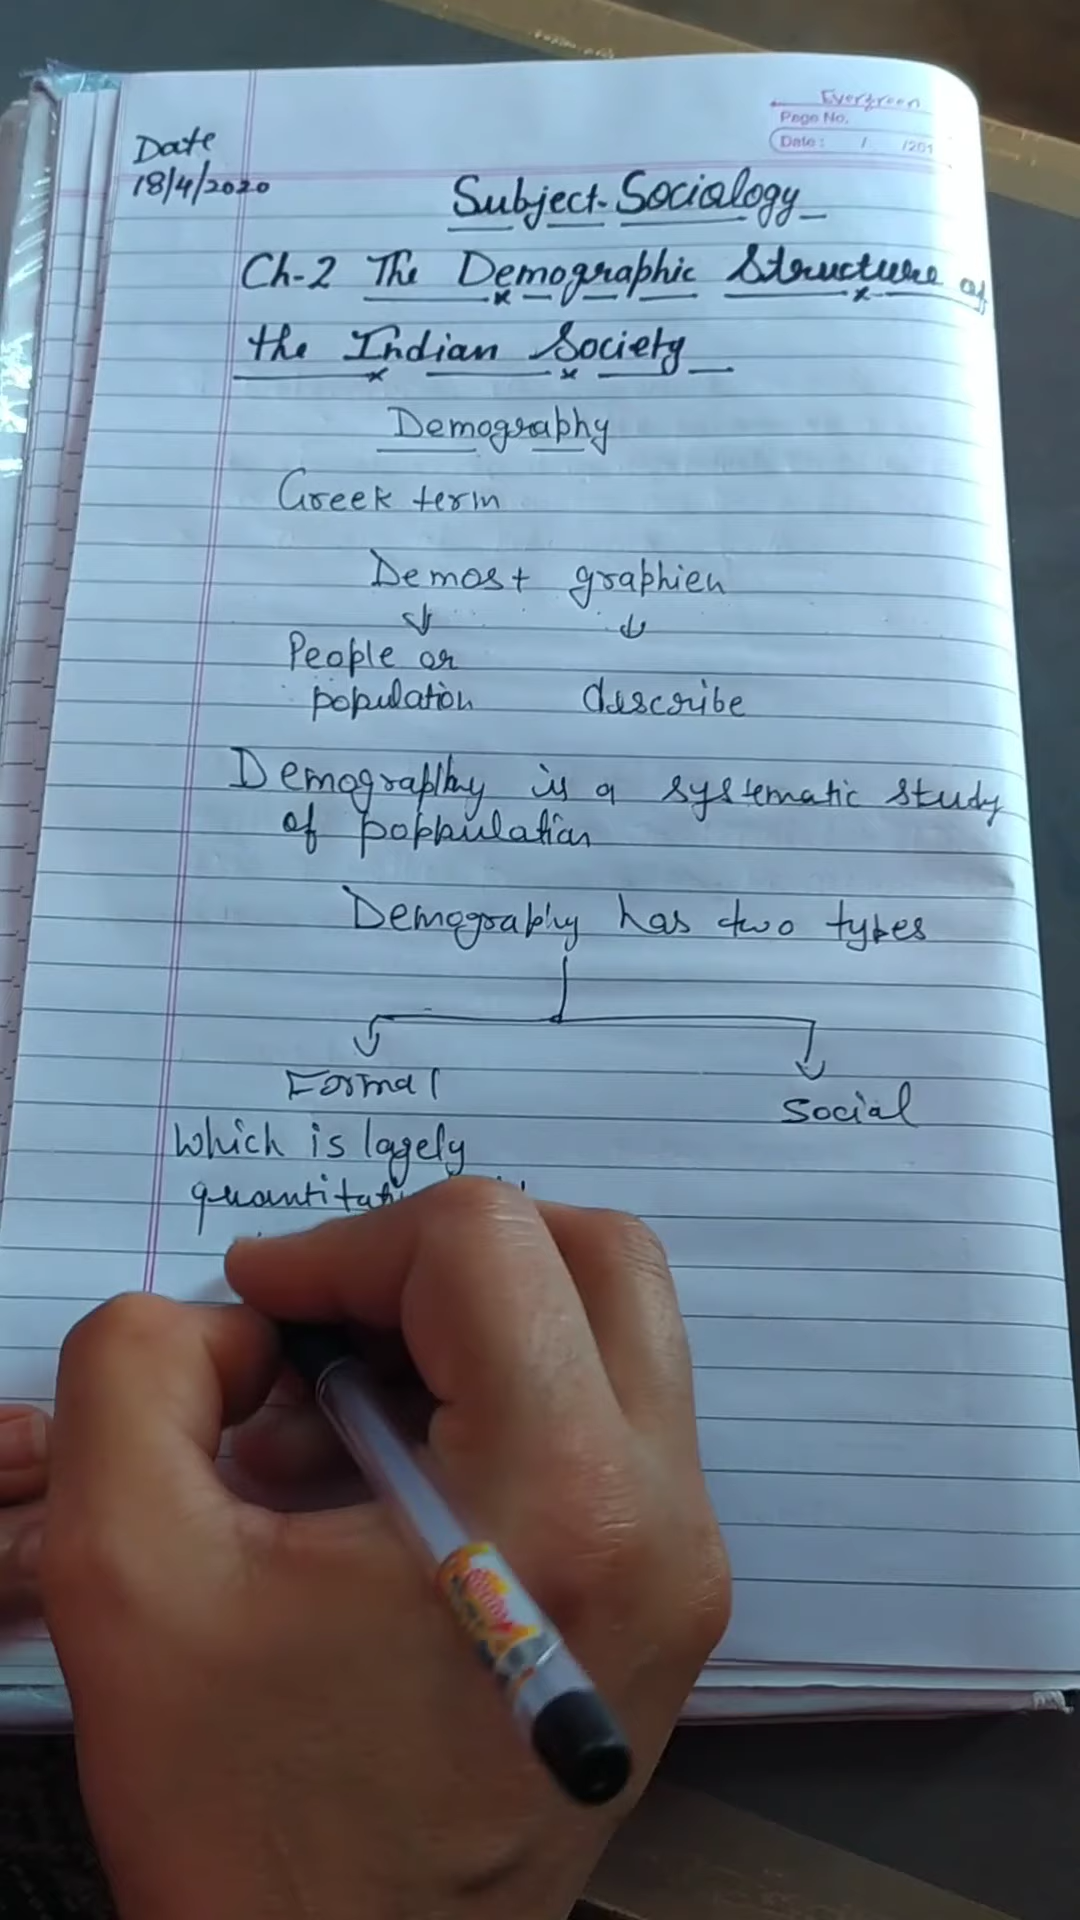 Evergreen
Page No.
Date: / /201
Date
18/4/2020
Subject-Socialogy
Ch-2 The Demographic Structure of
the Indian Society
Demography
Greek term
Demos + graphien
People or
population describe
Demography is a systematic study
of poppulation
Demography has two types
Formal
Social
Which is lagely